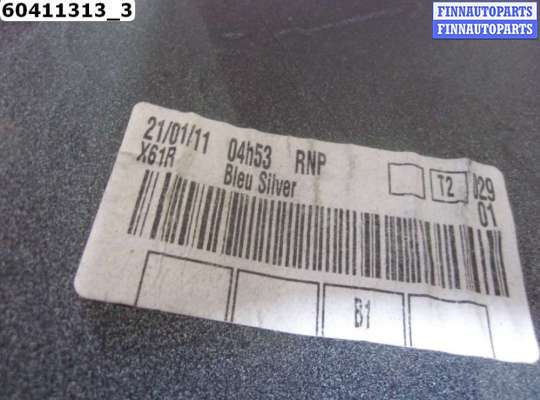 60411313_3
FINNAUTOPARTS
FINNAUTOPARTS
21/01/11 04h53 RNP T2 029
X61R Bleu Silver 01
B1